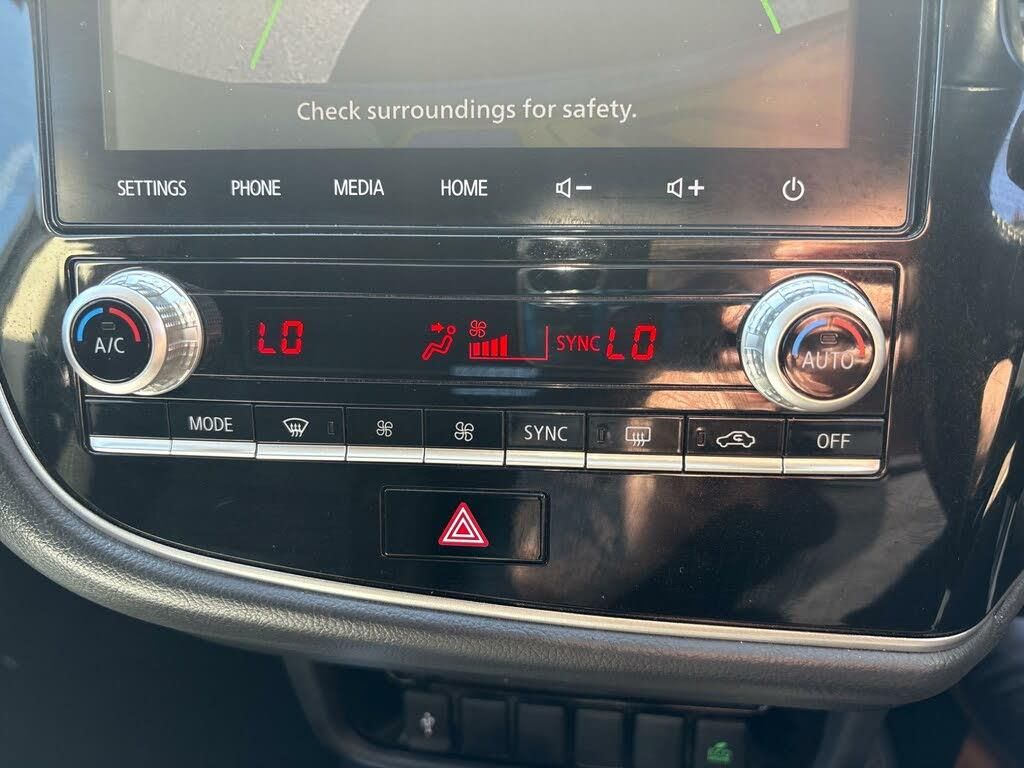 Check surroundings for safety.
SETTINGS PHONE MEDIA HOME
A/C LO SYNC LO AUTO
MODE SYNC OFF